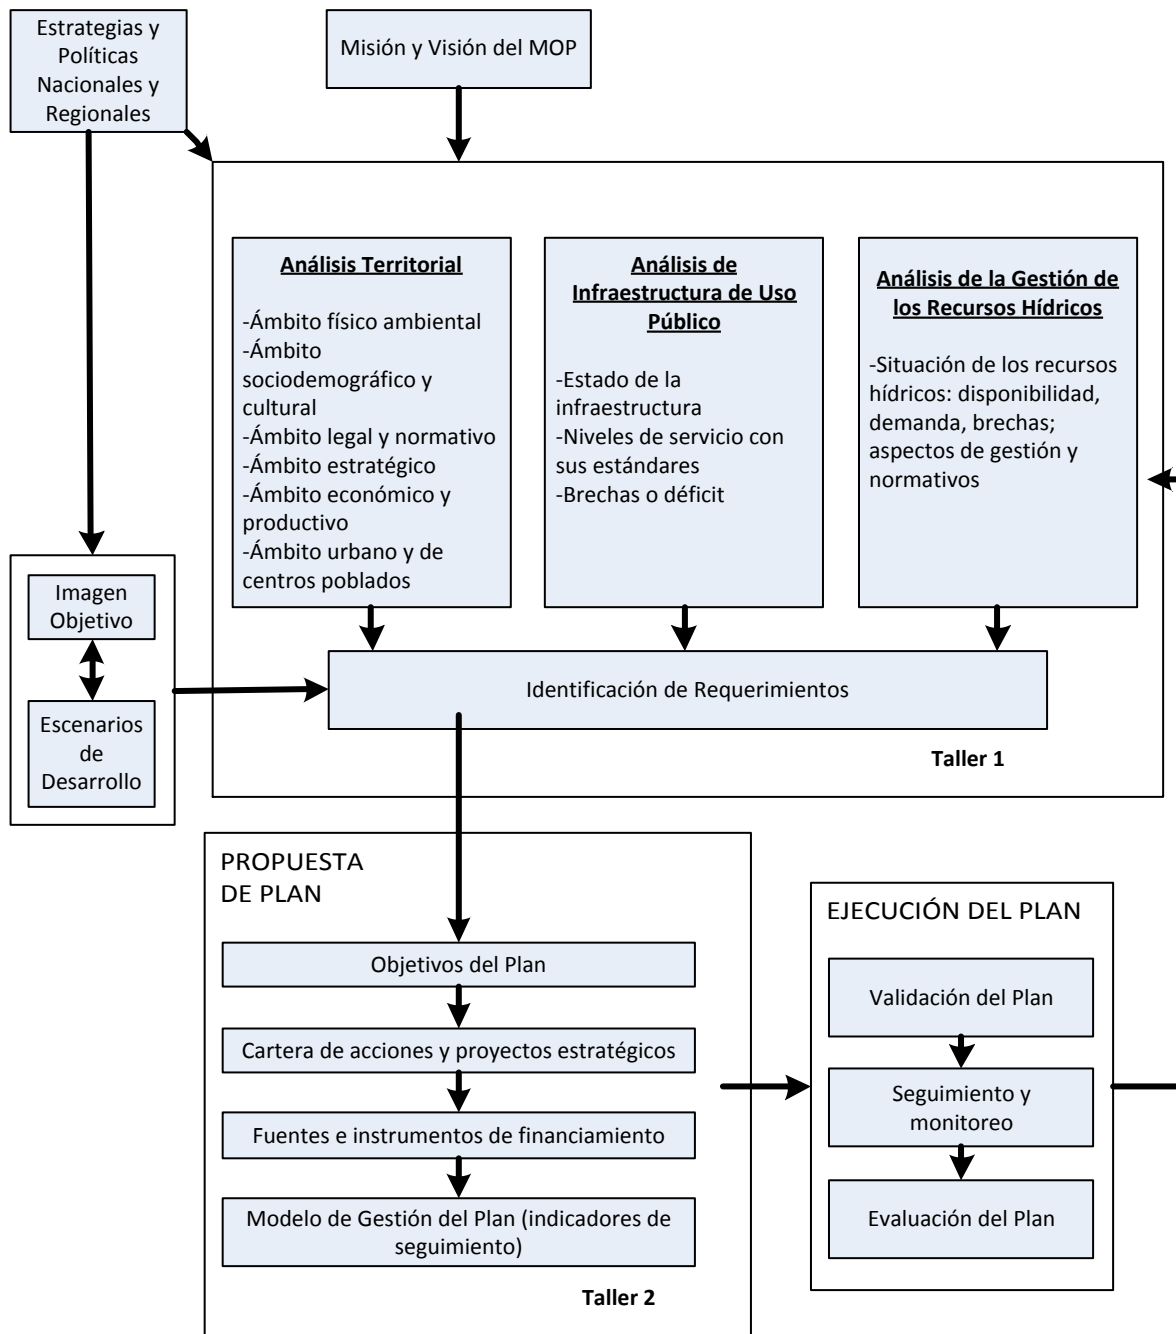 Estrategias y
Políticas
Nacionales y
Regionales
Misión y Visión del MOP
Análisis Territorial
-Ámbito físico ambiental
-Ámbito
sociodemográfico y
cultural
-Ámbito legal y normativo
-Ámbito estratégico
-Ámbito económico y
productivo
-Ámbito urbano y de
centros poblados
Análisis de
Infraestructura de Uso
Público
-Estado de la
infraestructura
-Niveles de servicio con
sus estándares
-Brechas o déficit
Análisis de la Gestión de
los Recursos Hídricos
-Situación de los recursos
hídricos: disponibilidad,
demanda, brechas;
aspectos de gestión y
normativos
Imagen
Objetivo
Escenarios
de
Desarrollo
Identificación de Requerimientos
Taller 1
PROPUESTA
DE PLAN
Objetivos del Plan
Cartera de acciones y proyectos estratégicos
Fuentes e instrumentos de financiamiento
Modelo de Gestión del Plan (indicadores de
seguimiento)
Taller 2
EJECUCIÓN DEL PLAN
Validación del Plan
Seguimiento y
monitoreo
Evaluación del Plan